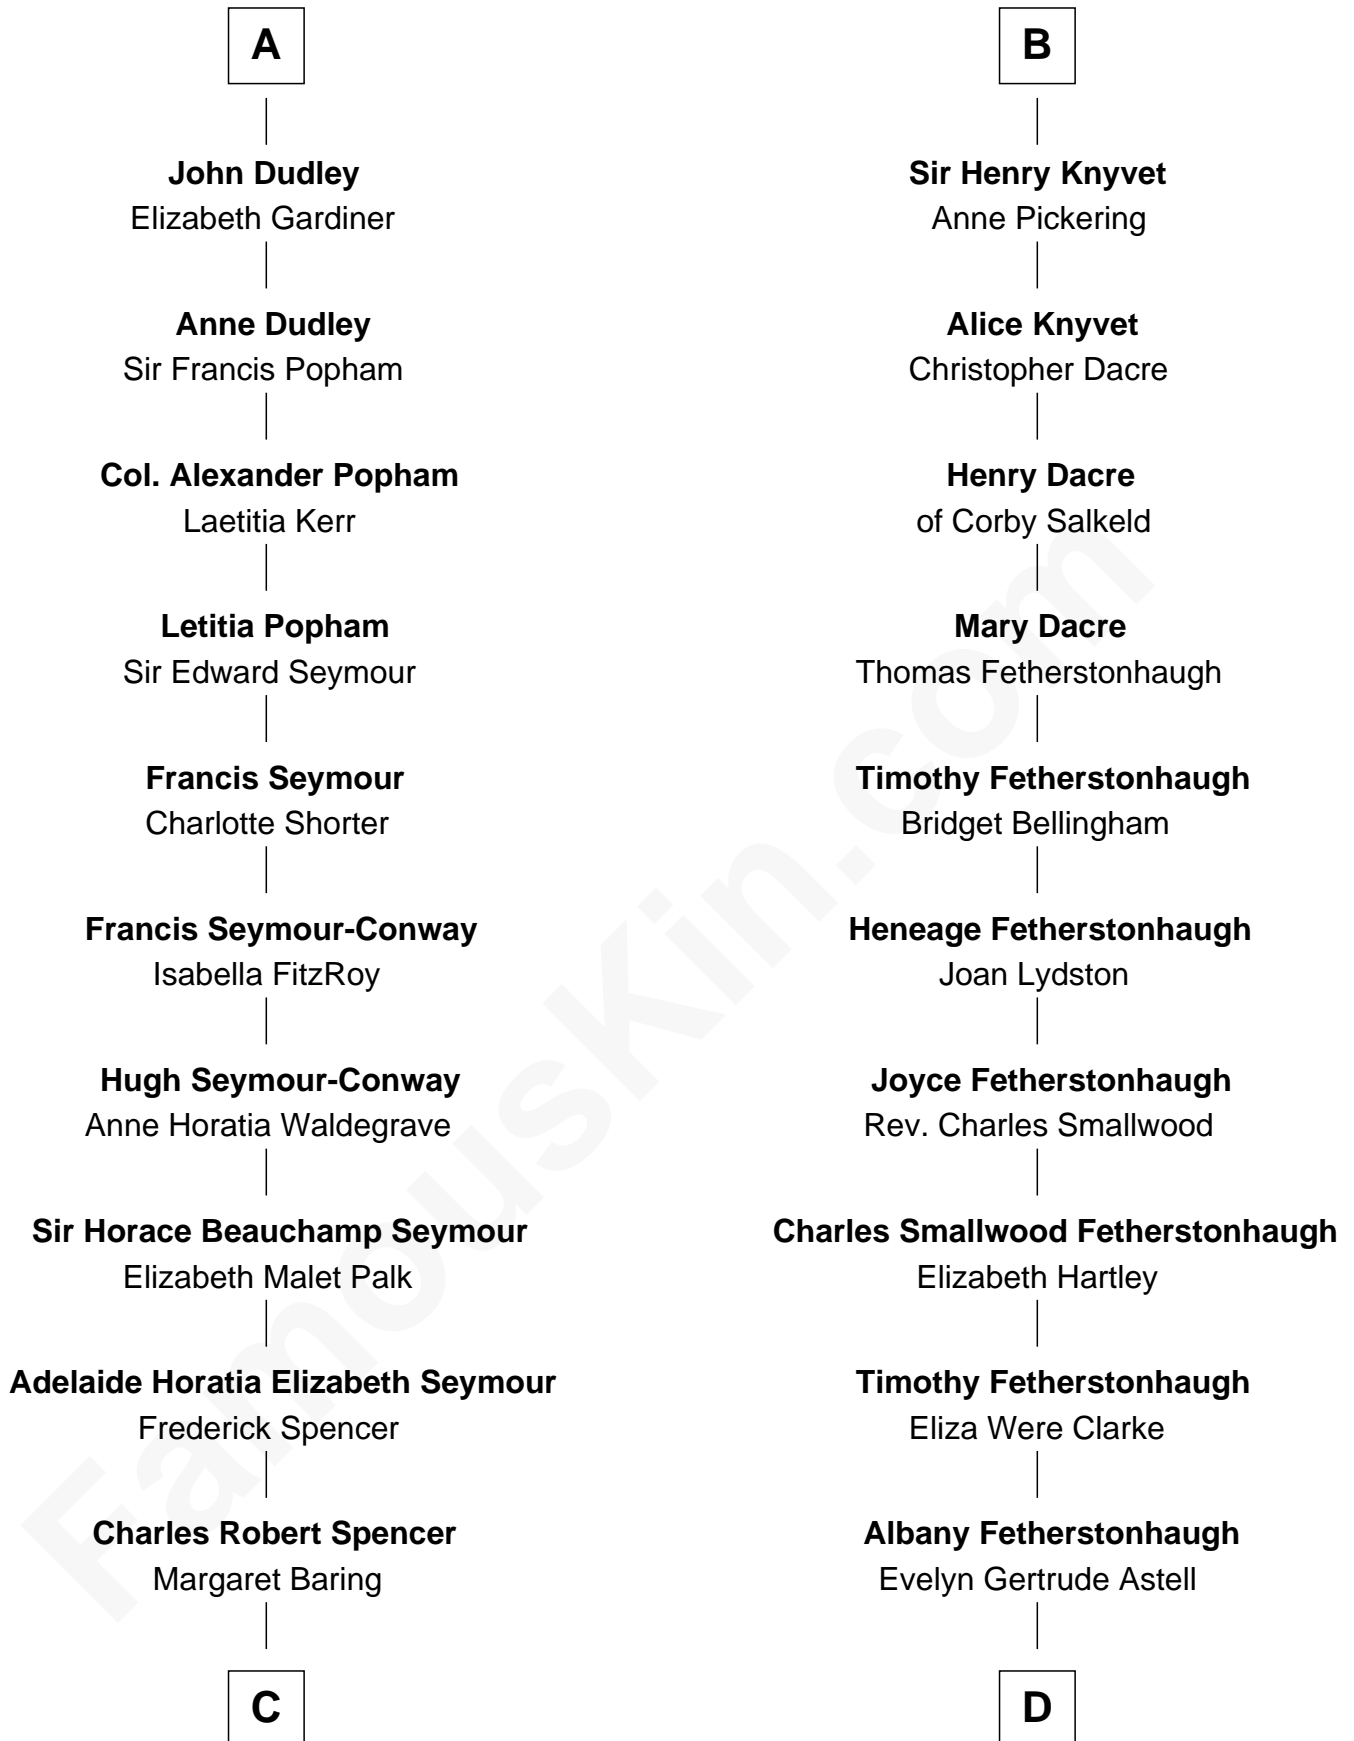 A
John Dudley
Elizabeth Gardiner
Anne Dudley
Sir Francis Popham
Col. Alexander Popham
Laetitia Kerr
Letitia Popham
Sir Edward Seymour
Francis Seymour
Charlotte Shorter
Francis Seymour-Conway
Isabella FitzRoy
Hugh Seymour-Conway
Anne Horatia Waldegrave
Sir Horace Beauchamp Seymour
Elizabeth Malet Palk
Adelaide Horatia Elizabeth Seymour
Frederick Spencer
Charles Robert Spencer
Margaret Baring
C
B
Sir Henry Knyvet
Anne Pickering
Alice Knyvet
Christopher Dacre
Henry Dacre
of Corby Salkeld
Mary Dacre
Thomas Fetherstonhaugh
Timothy Fetherstonhaugh
Bridget Bellingham
Heneage Fetherstonhaugh
Joan Lydston
Joyce Fetherstonhaugh
Rev. Charles Smallwood
Charles Smallwood Fetherstonhaugh
Elizabeth Hartley
Timothy Fetherstonhaugh
Eliza Were Clarke
Albany Fetherstonhaugh
Evelyn Gertrude Astell
D
FamousKin.com